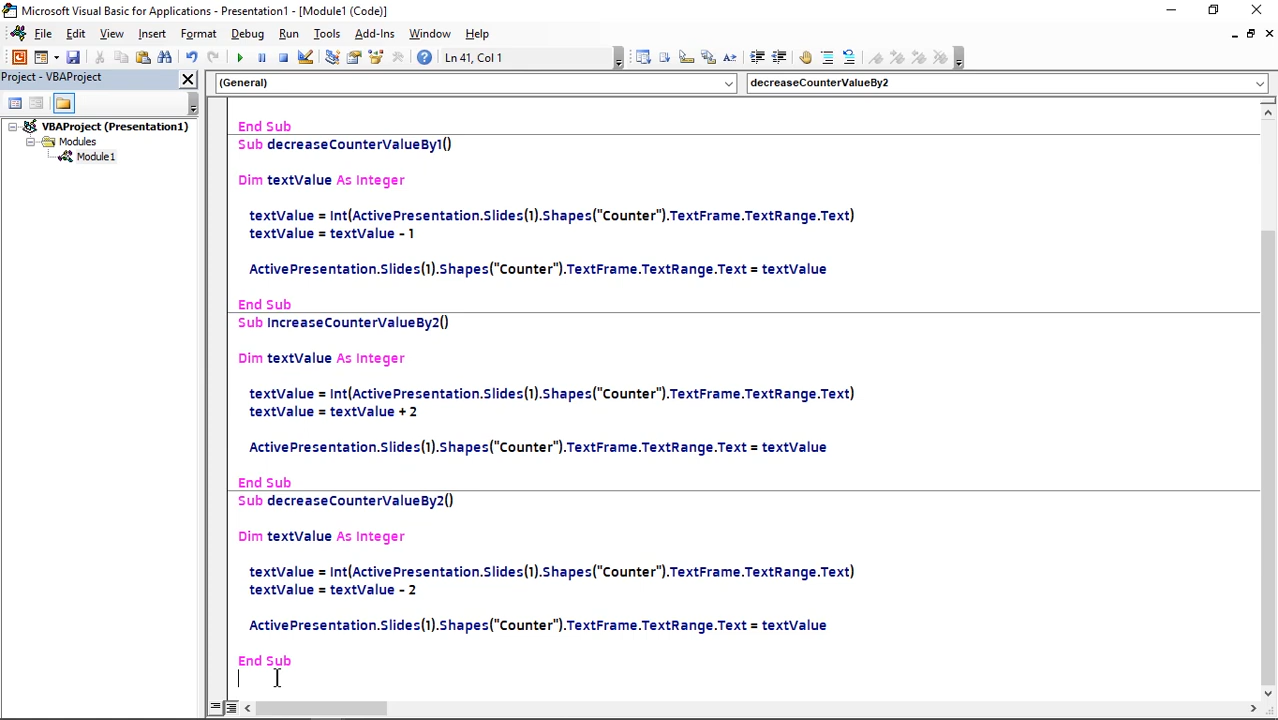 Microsoft Visual Basic for Applications - Presentation1 - [Module1 (Code)]
File Edit View Insert Format Debug Run Tools Add-Ins Window Help
Ln 41, Col 1
Project - VBAProject
(General)
decreaseCounterValueBy2
VBAProject (Presentation1)
Modules
Module1
End Sub
Sub decreaseCounterValueBy1()
Dim textValue As Integer
textValue = Int(ActivePresentation.Slides(1).Shapes("Counter").TextFrame.TextRange.Text)
textValue = textValue - 1
ActivePresentation.Slides(1).Shapes("Counter").TextFrame.TextRange.Text = textValue
End Sub
Sub IncreaseCounterValueBy2()
Dim textValue As Integer
textValue = Int(ActivePresentation.Slides(1).Shapes("Counter").TextFrame.TextRange.Text)
textValue = textValue + 2
ActivePresentation.Slides(1).Shapes("Counter").TextFrame.TextRange.Text = textValue
End Sub
Sub decreaseCounterValueBy2()
Dim textValue As Integer
textValue = Int(ActivePresentation.Slides(1).Shapes("Counter").TextFrame.TextRange.Text)
textValue = textValue - 2
ActivePresentation.Slides(1).Shapes("Counter").TextFrame.TextRange.Text = textValue
End Sub